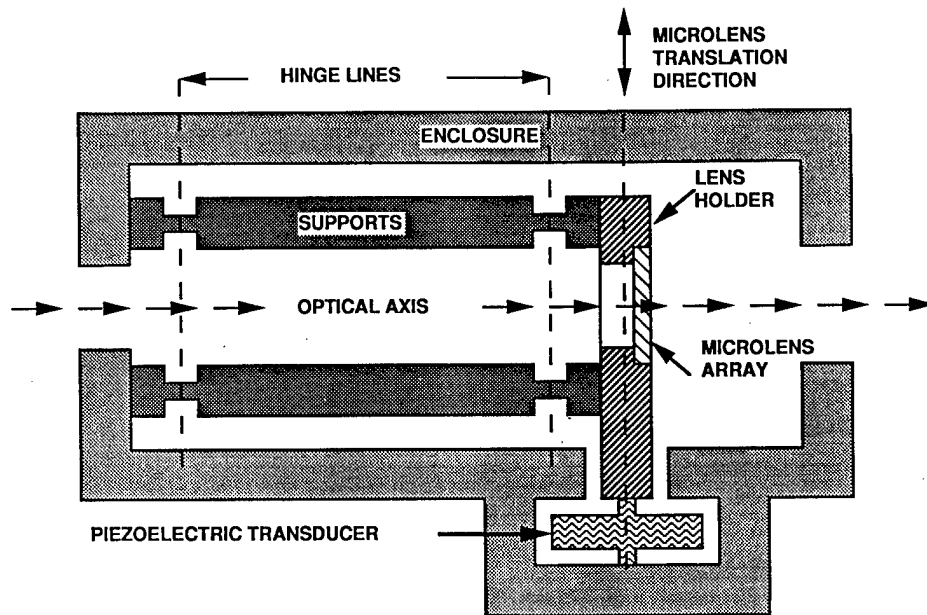 MICROLENS
TRANSLATION
DIRECTION
HINGE LINES
ENCLOSURE
LENS
HOLDER
SUPPORTS
OPTICAL AXIS
MICROLENS
ARRAY
PIEZOELECTRIC TRANSDUCER